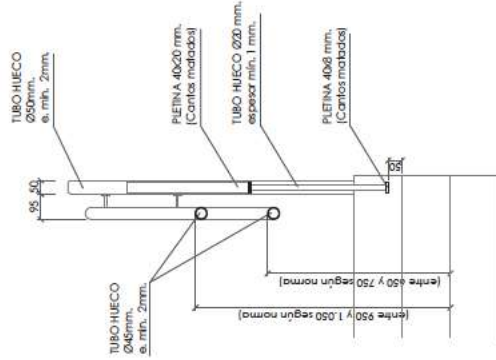 TUBO HUECO
Ø50mm.
e. mín. 2mm.
PLETINA 40x20 mm.
(Cantos matados)
TUBO HUECO Ø20 mm.
espesor mín. 1 mm.
PLETINA 40x8 mm.
(Cantos matados)
95
50
50
TUBO HUECO
Ø45mm.
e. mín. 2mm.
(entre 950 y 1.050 según norma)
(entre 650 y 750 según norma)